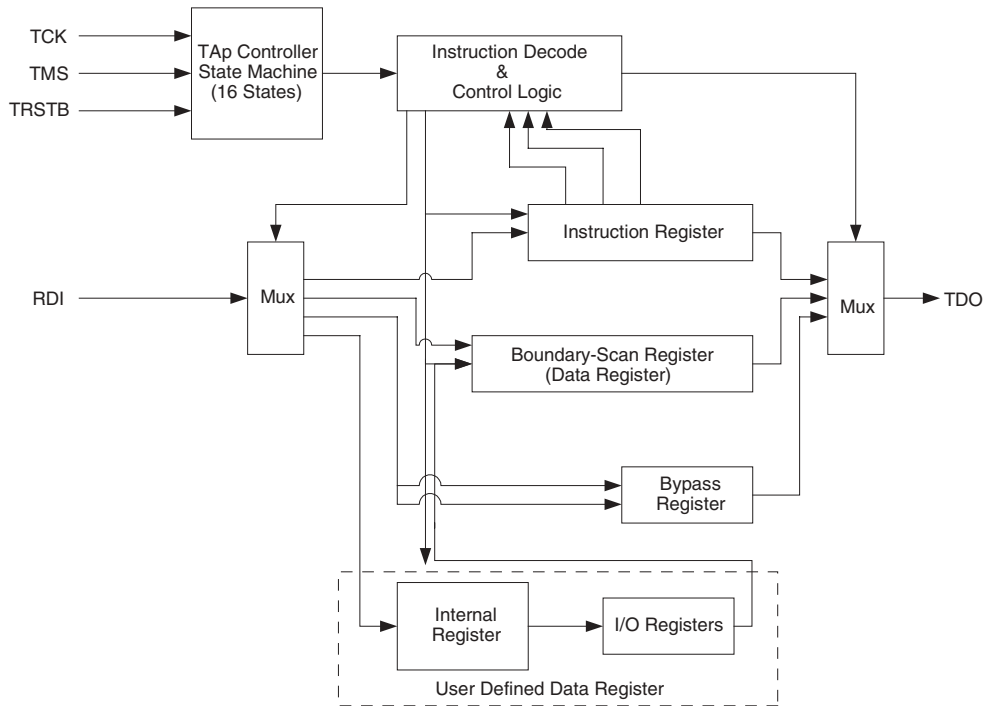 TCK
TMS
TRSTB
TAp Controller
State Machine
(16 States)
Instruction Decode
&
Control Logic
Instruction Register
RDI
Mux
Mux
TDO
Boundary-Scan Register
(Data Register)
Bypass
Register
Internal
Register
I/O Registers
User Defined Data Register